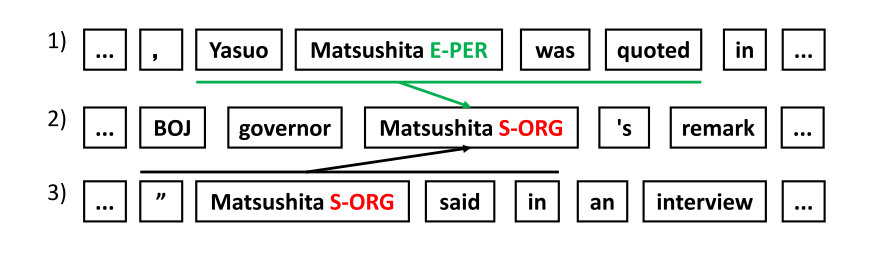 1) ... , Yasuo Matsushita E-PER was quoted in ...
2) ... BOJ governor Matsushita S-ORG 's remark ...
3) ... ” Matsushita S-ORG said in an interview ...